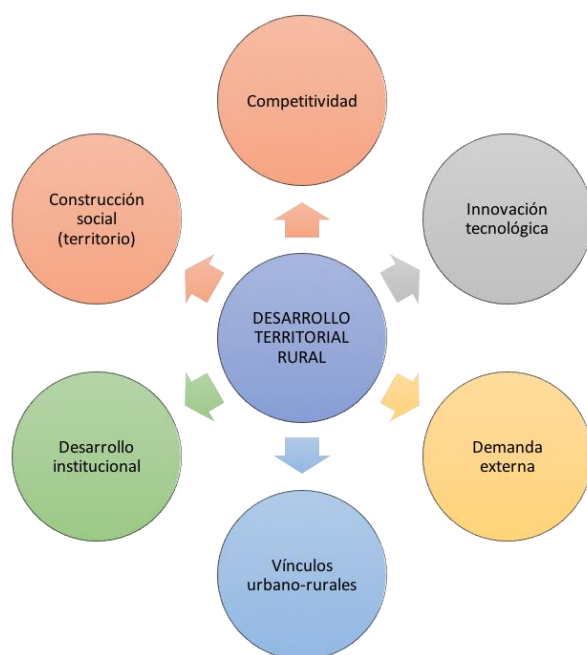 Competitividad
Construcción
social
(territorio)
Innovación
tecnológica
DESARROLLO
TERRITORIAL
RURAL
Desarrollo
institucional
Demanda
externa
Vínculos
urbano-rurales